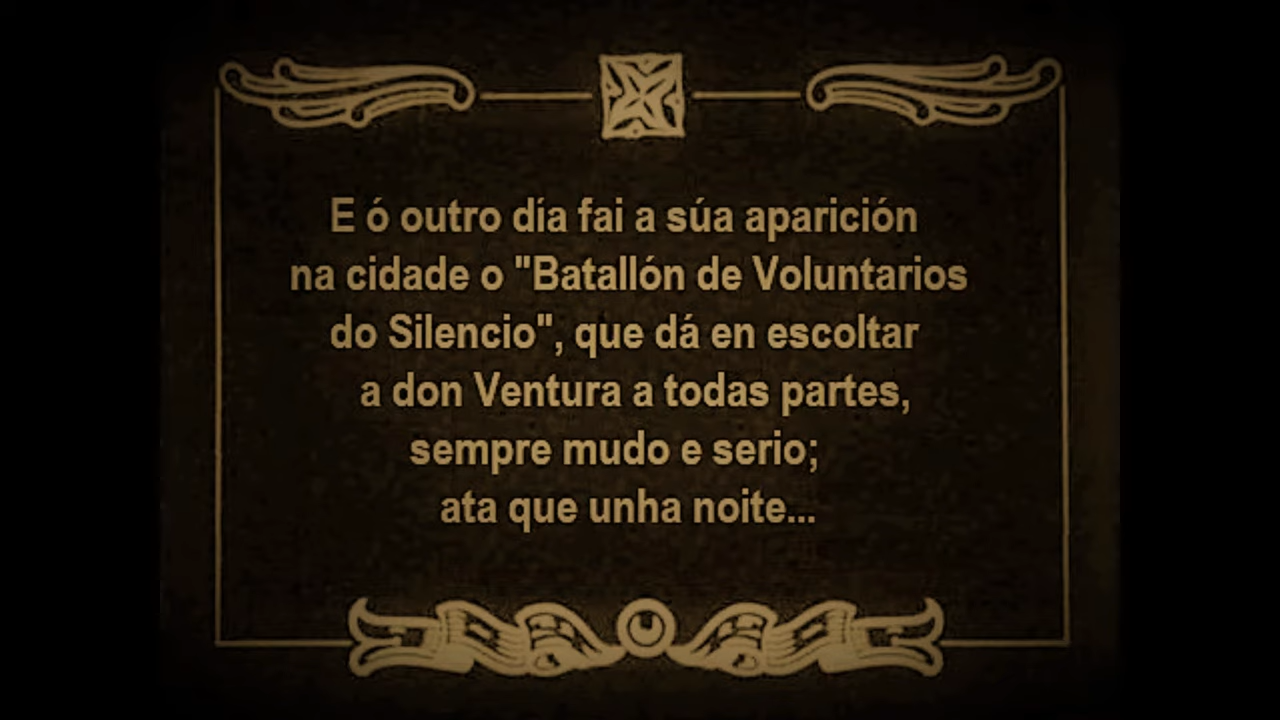 E ó outro día fai a súa aparición
na cidade o "Batallón de Voluntarios
do Silencio", que dá en escoltar
a don Ventura a todas partes,
sempre mudo e serio;
ata que unha noite...